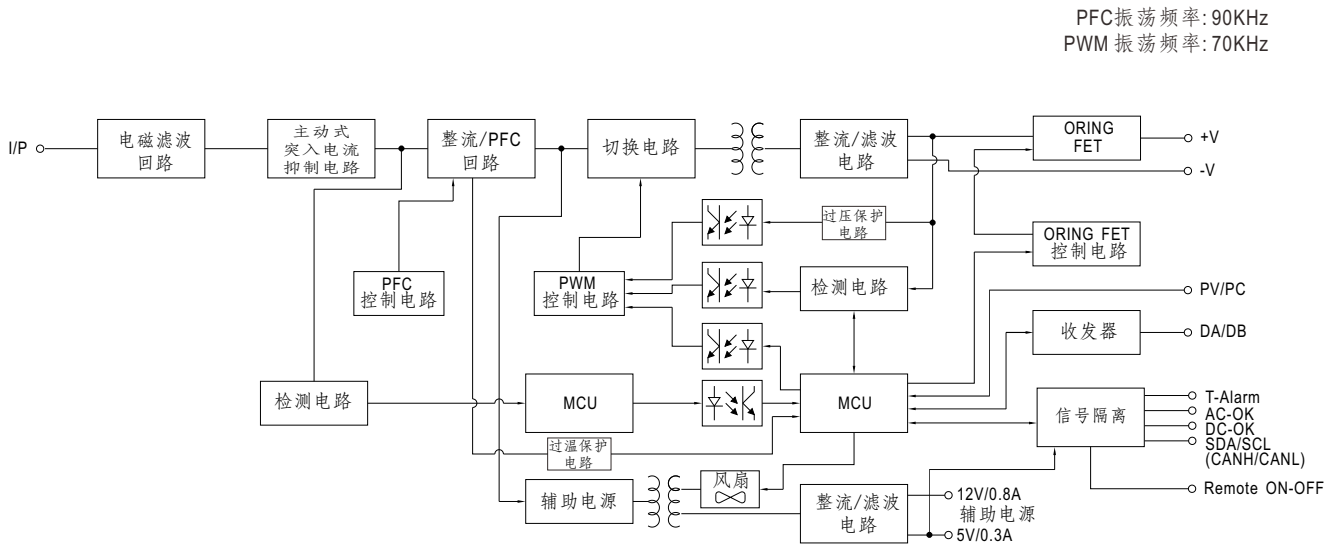 PFC振荡频率: 90KHz
PWM 振荡频率: 70KHz
I/P
电磁滤波
回路
主动式
突入电流
抑制电路
整流/PFC
回路
切换电路
整流/滤波
电路
ORING
FET
+V
-V
过压保护
电路
ORING FET
控制电路
PFC
控制电路
PWM
控制电路
检测电路
PV/PC
收发器
DA/DB
检测电路
MCU
MCU
信号隔离
T-Alarm
AC-OK
DC-OK
SDA/SCL
(CANH/CANL)
过温保护
电路
Remote ON-OFF
辅助电源
风扇
整流/滤波
电路
12V/0.8A
辅助电源
5V/0.3A